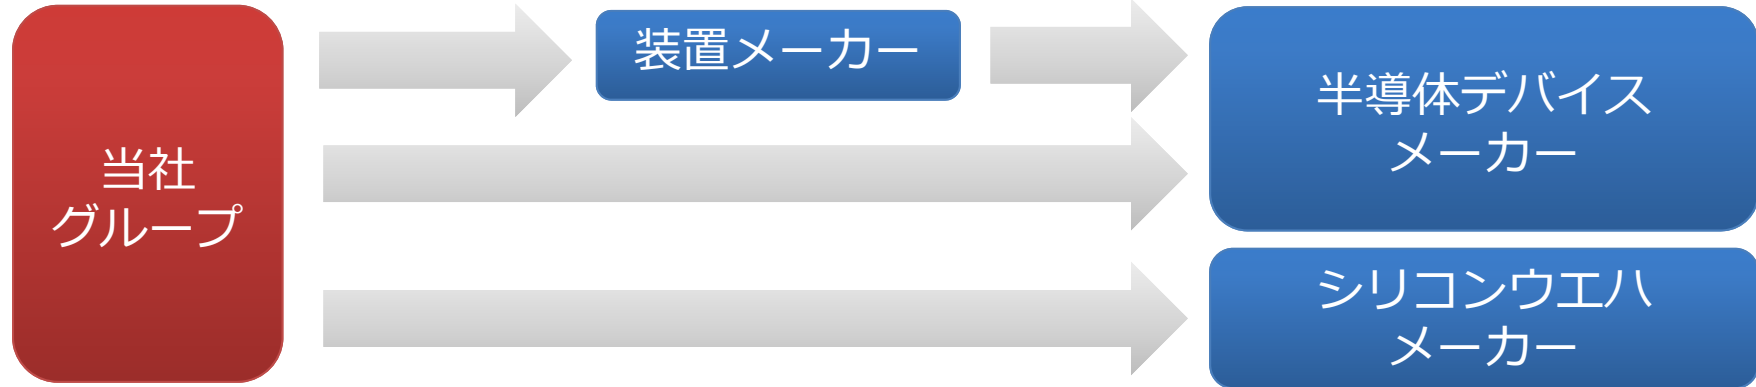 当社
グループ
装置メーカー
半導体デバイス
メーカー
シリコンウエハ
メーカー